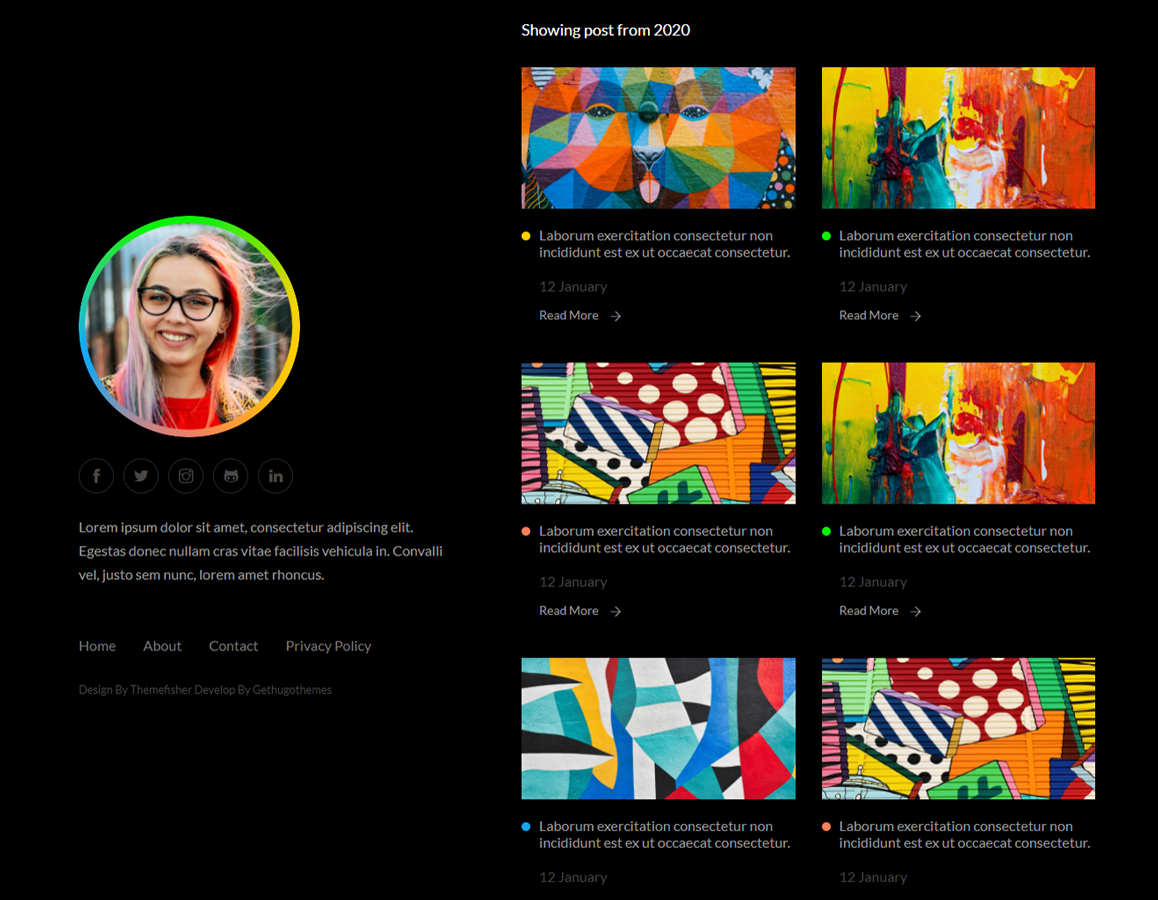 Showing post from 2020
Laborum exercitation consectetur non
incididunt est ex ut occaecat consectetur.
12 January
Read More
Laborum exercitation consectetur non
incididunt est ex ut occaecat consectetur.
12 January
Read More
Lorem ipsum dolor sit amet, consectetur adipiscing elit.
Egestas donec nullam cras vitae facilisis vehicula in. Convalli
vel, justo sem nunc, lorem amet rhoncus.
Home About Contact Privacy Policy
Design By Themefisher Develop By Gethugothemes
Laborum exercitation consectetur non
incididunt est ex ut occaecat consectetur.
12 January
Read More
Laborum exercitation consectetur non
incididunt est ex ut occaecat consectetur.
12 January
Read More
Laborum exercitation consectetur non
incididunt est ex ut occaecat consectetur.
12 January
Laborum exercitation consectetur non
incididunt est ex ut occaecat consectetur.
12 January